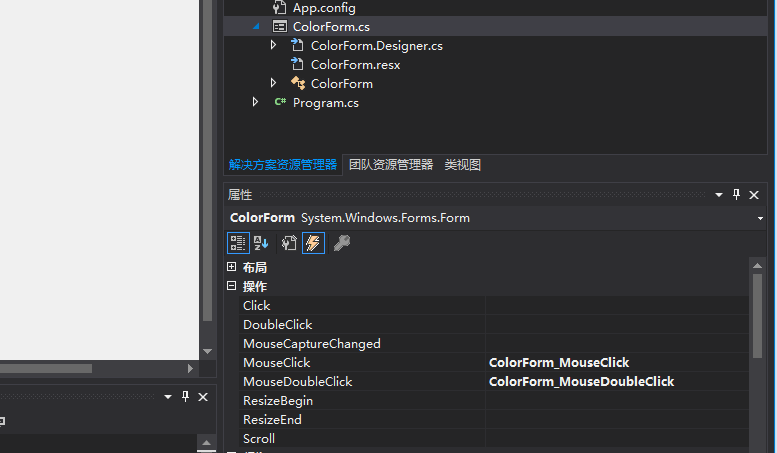 App.config
ColorForm.cs
ColorForm.Designer.cs
ColorForm.resx
ColorForm
C# Program.cs
解决方案资源管理器 团队资源管理器 类视图
属性
ColorForm System.Windows.Forms.Form
布局
操作
Click
DoubleClick
MouseCaptureChanged
MouseClick ColorForm_MouseClick
MouseDoubleClick ColorForm_MouseDoubleClick
ResizeBegin
ResizeEnd
Scroll